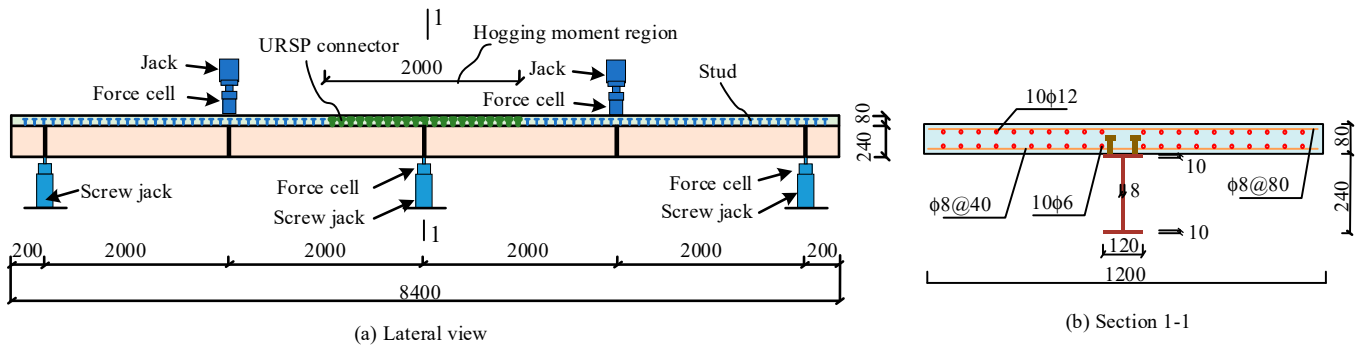 1
Hogging moment region
URSP connector
2000
Jack
Jack
Stud
Force cell
Force cell
80
240
Screw jack
Force cell
Screw jack
Force cell
Screw jack
1
200
2000
2000
2000
2000
200
8400
(a) Lateral view
10ϕ12
80
10
ϕ8@40
10ϕ6
8
ϕ8@80
240
10
120
1200
(b) Section 1-1